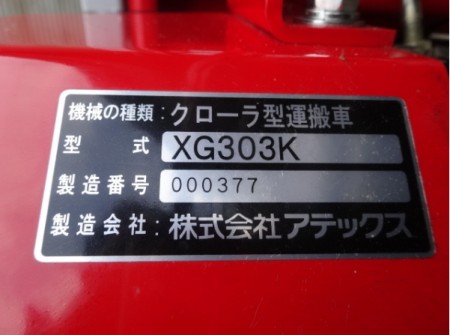 機械の種類：クローラ型運搬車
型式：XG303K
製造番号：000377
製造会社：株式会社アテックス